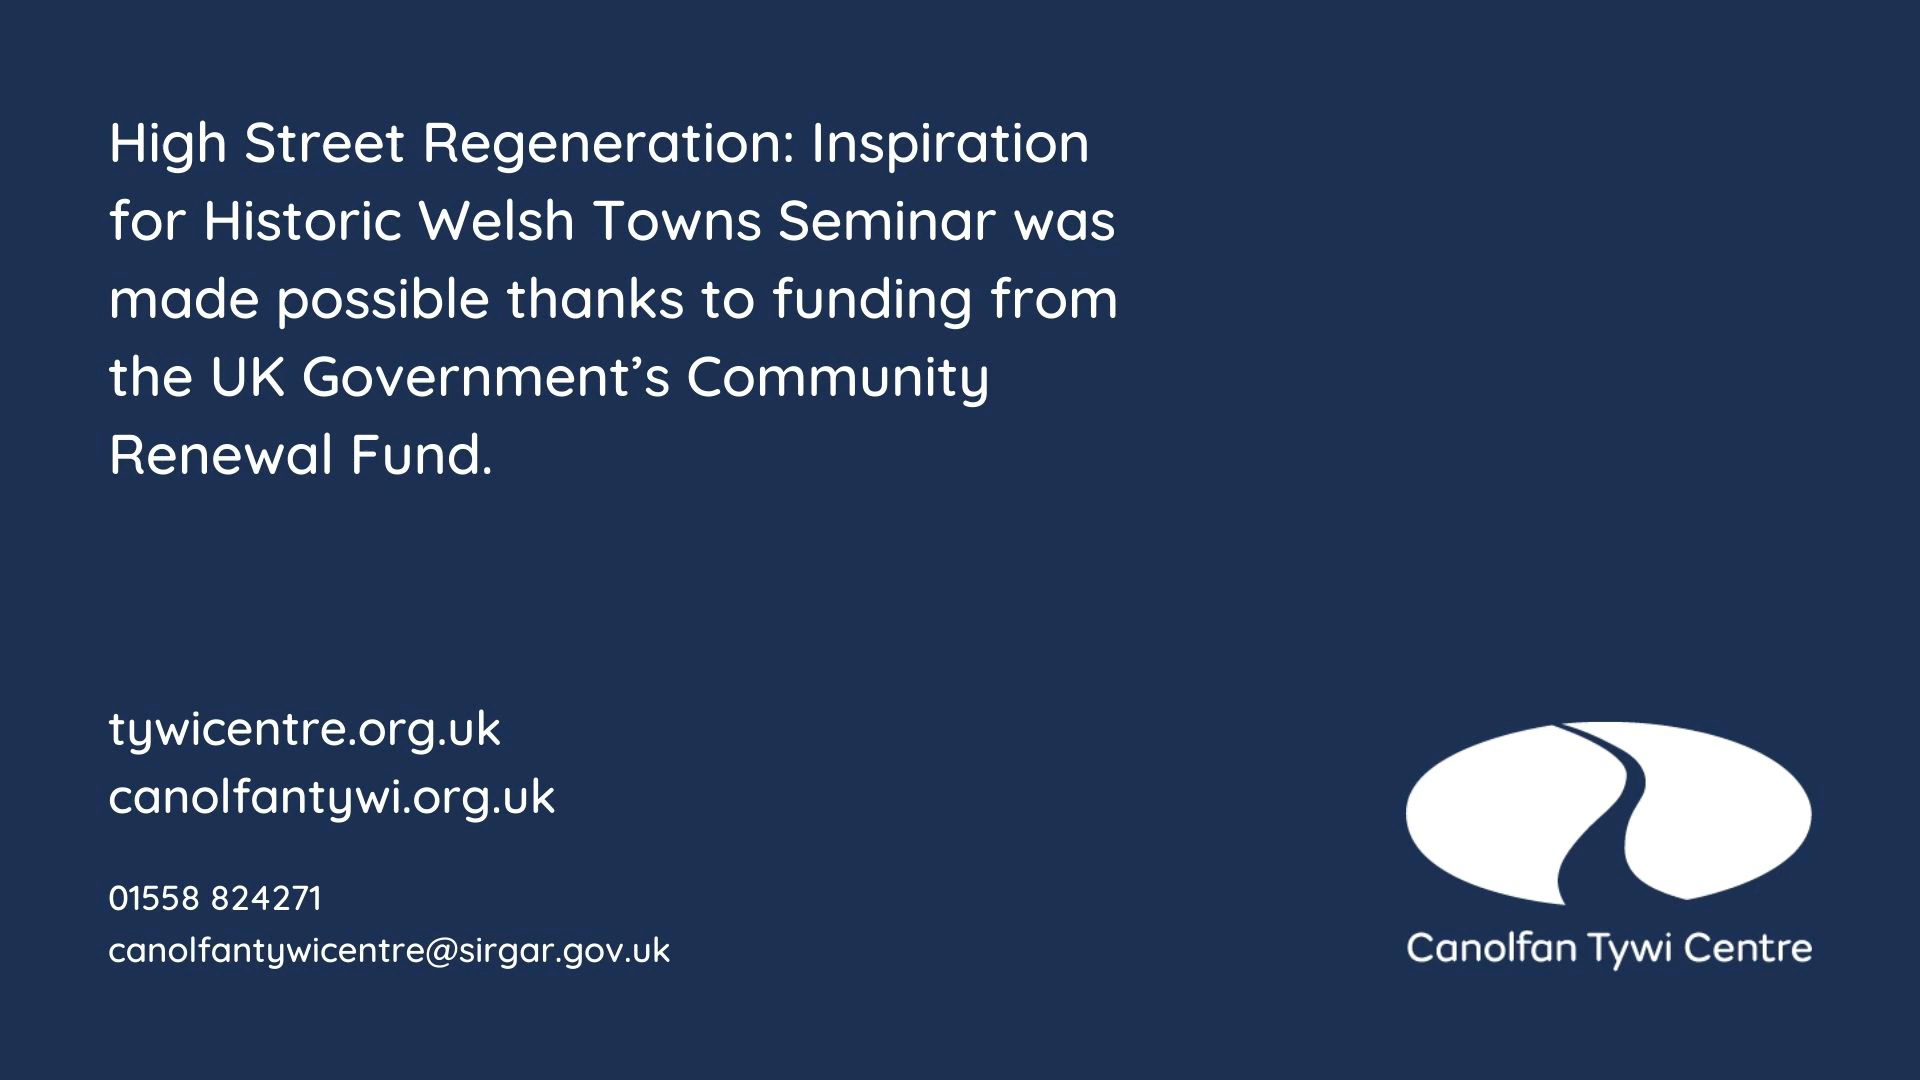 High Street Regeneration: Inspiration
for Historic Welsh Towns Seminar was
made possible thanks to funding from
the UK Government’s Community
Renewal Fund.
tywicentre.org.uk
canolfantywi.org.uk
01558 824271
canolfantywicentre@sirgar.gov.uk
Canolfan Tywi Centre